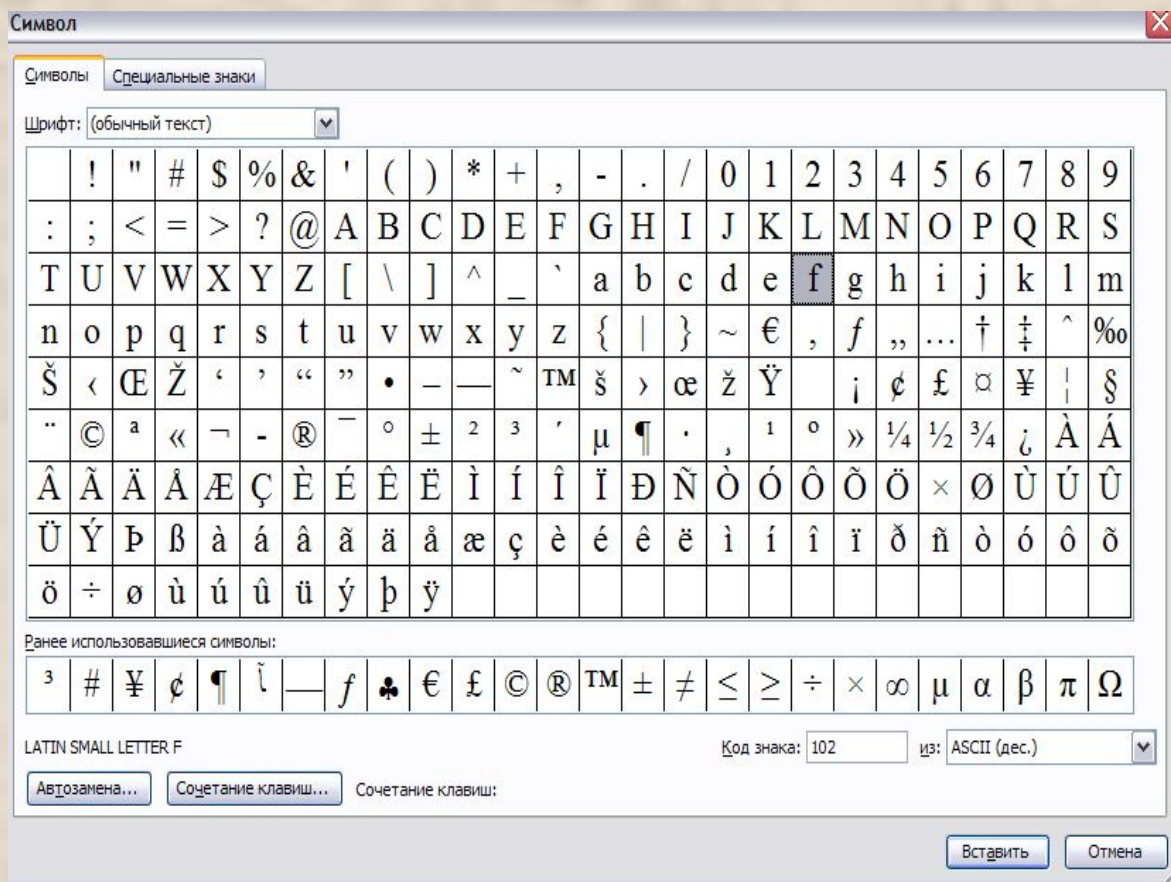 Символ
Символы Специальные знаки
Шрифт: (обычный текст)
! " # $ % & ' ( ) * + , - . / 0 1 2 3 4 5 6 7 8 9
: ; < = > ? @ A B C D E F G H I J K L M N O P Q R S
T U V W X Y Z [ \ ] ^ _ ` a b c d e f g h i j k l m
n o p q r s t u v w x y z { | } ~ € ‚ ƒ „ … † ‡ ˆ ‰
Š ‹ Œ Ž ‘ ’ “ ” • – — ˜ ™ š › œ ž Ÿ ¡ ¢ £ ¤ ¥ ¦ §
¨ © ª « ¬ - ® ¯ ° ± ² ³ ´ µ ¶ · ¸ ¹ º » ¼ ½ ¾ ¿ À Á
Â Ã Ä Å Æ Ç È É Ê Ë Ì Í Î Ï Ð Ñ Ò Ó Ô Õ Ö × Ø Ù Ú Û
Ü Ý Þ ß à á â ã ä å æ ç è é ê ë ì í î ï ð ñ ò ó ô õ
ö ÷ ø ù ú û ü ý þ ÿ
Ранее использовавшиеся символы:
³ # ¥ ¢ ¶ — ƒ ♣ € £ © ® ™ ± ≠ ≤ ≥ ÷ × ∞ µ α β π Ω
LATIN SMALL LETTER F Код знака: 102 из: ASCII (дес.)
Автозамена... Сочетание клавиш... Сочетание клавиш:
Вставить Отмена